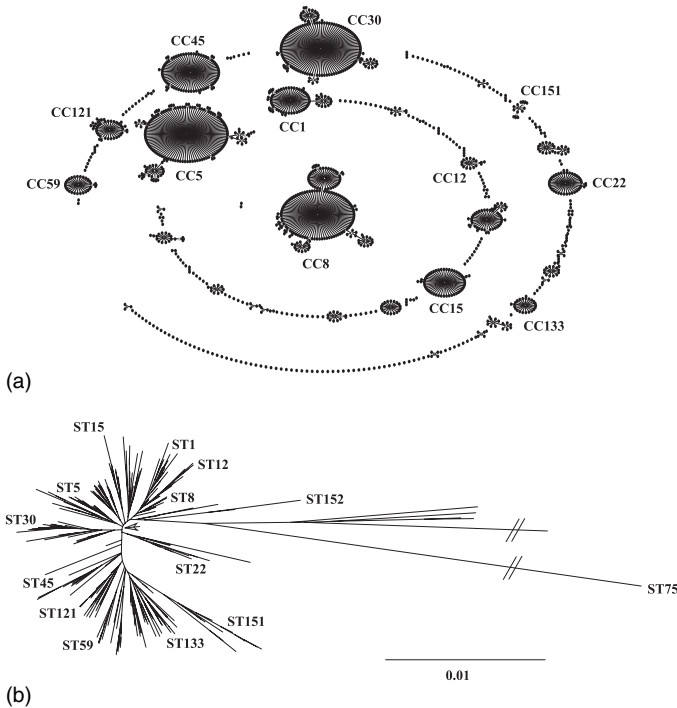 CC30
CC45
CC151
CC121
CC1
CC12
CC59
CC5
CC22
CC8
CC15
CC133
(a)
ST15
ST1
ST12
ST5
ST8
ST152
ST30
ST22
ST45
ST75
ST121
ST151
ST59
ST133
0.01
(b)